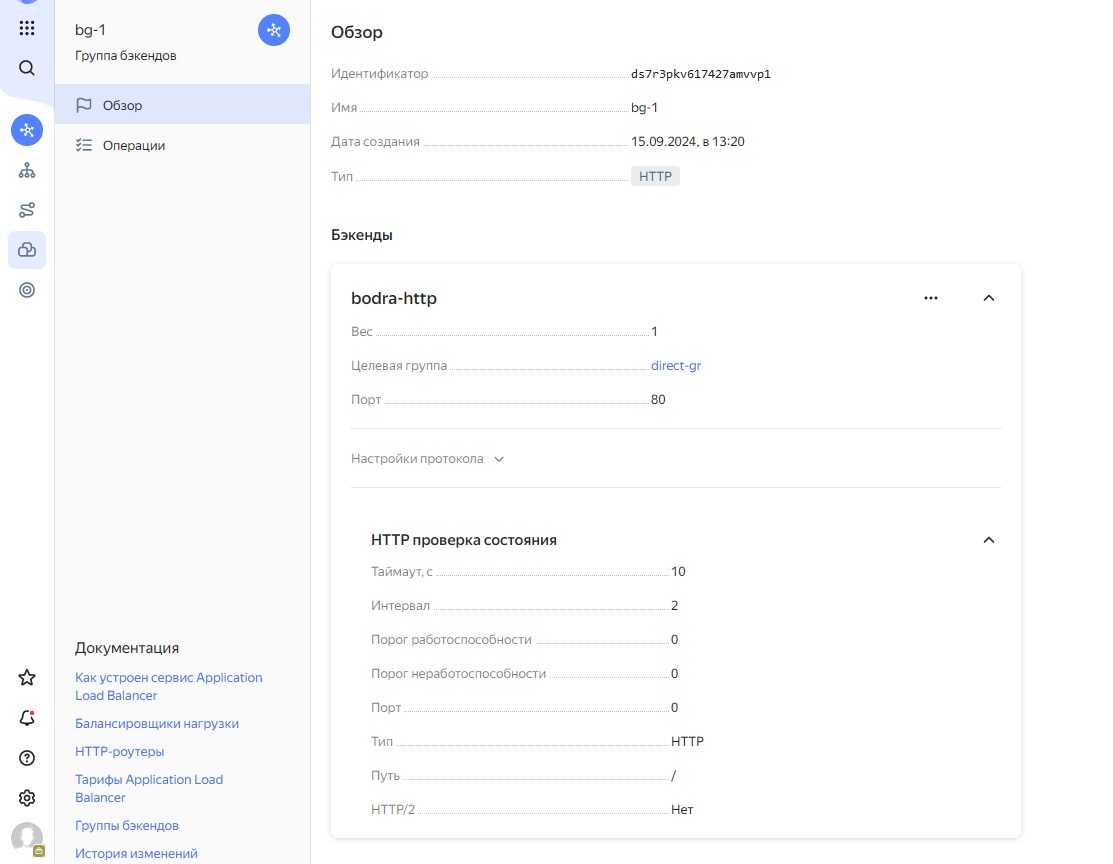 bg-1
Группа бэкендов
Обзор
Операции
Документация
Как устроен сервис Application
Load Balancer
Балансировщики нагрузки
HTTP-роутеры
Тарифы Application Load
Balancer
Группы бэкендов
История изменений
Обзор
Идентификатор ds7r3pkv617427amvvp1
Имя bg-1
Дата создания 15.09.2024, в 13:20
Тип HTTP
Бэкенды
bodra-http
Вес 1
Целевая группа direct-gr
Порт 80
Настройки протокола
HTTP проверка состояния
Таймаут, с 10
Интервал 2
Порог работоспособности 0
Порог неработоспособности 0
Порт 0
Тип HTTP
Путь /
HTTP/2 Нет